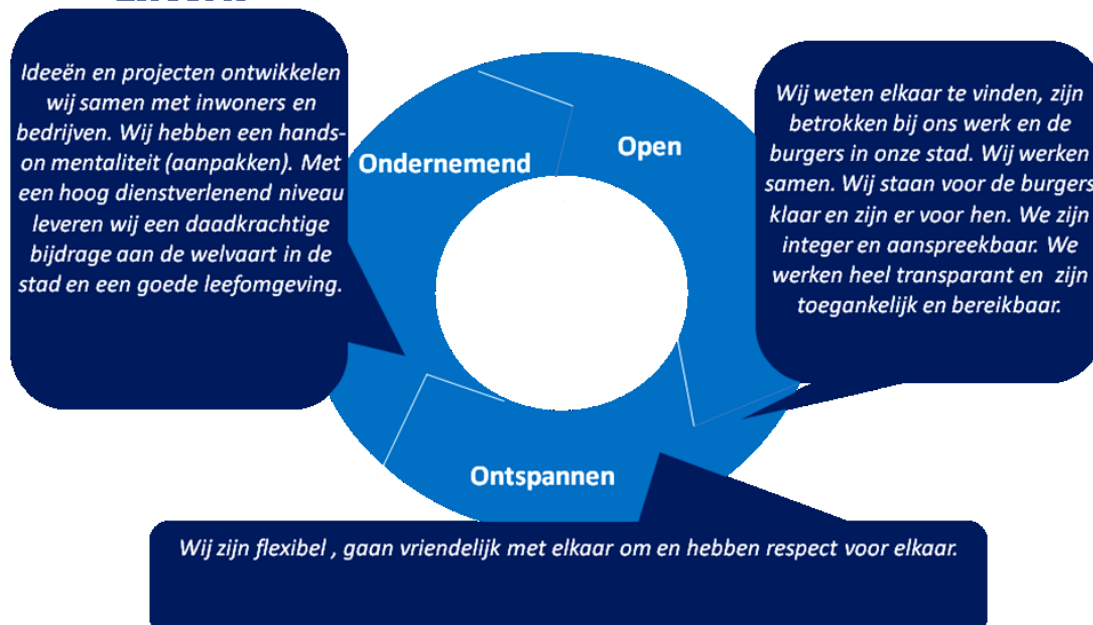 Ideeën en projecten ontwikkelen
wij samen met inwoners en
bedrijven. Wij hebben een hands-
on mentaliteit (aanpakken). Met
een hoog dienstverlenend niveau
leveren wij een daadkrachtige
bijdrage aan de welvaart in de
stad en een goede leefomgeving.
Ondernemend
Open
Wij weten elkaar te vinden, zijn
betrokken bij ons werk en de
burgers in onze stad. Wij werken
samen. Wij staan voor de burgers
klaar en zijn er voor hen. We zijn
integer en aanspreekbaar. We
werken heel transparant en  zijn
toegankelijk en bereikbaar.
Ontspannen
Wij zijn flexibel , gaan vriendelijk met elkaar om en hebben respect voor elkaar.